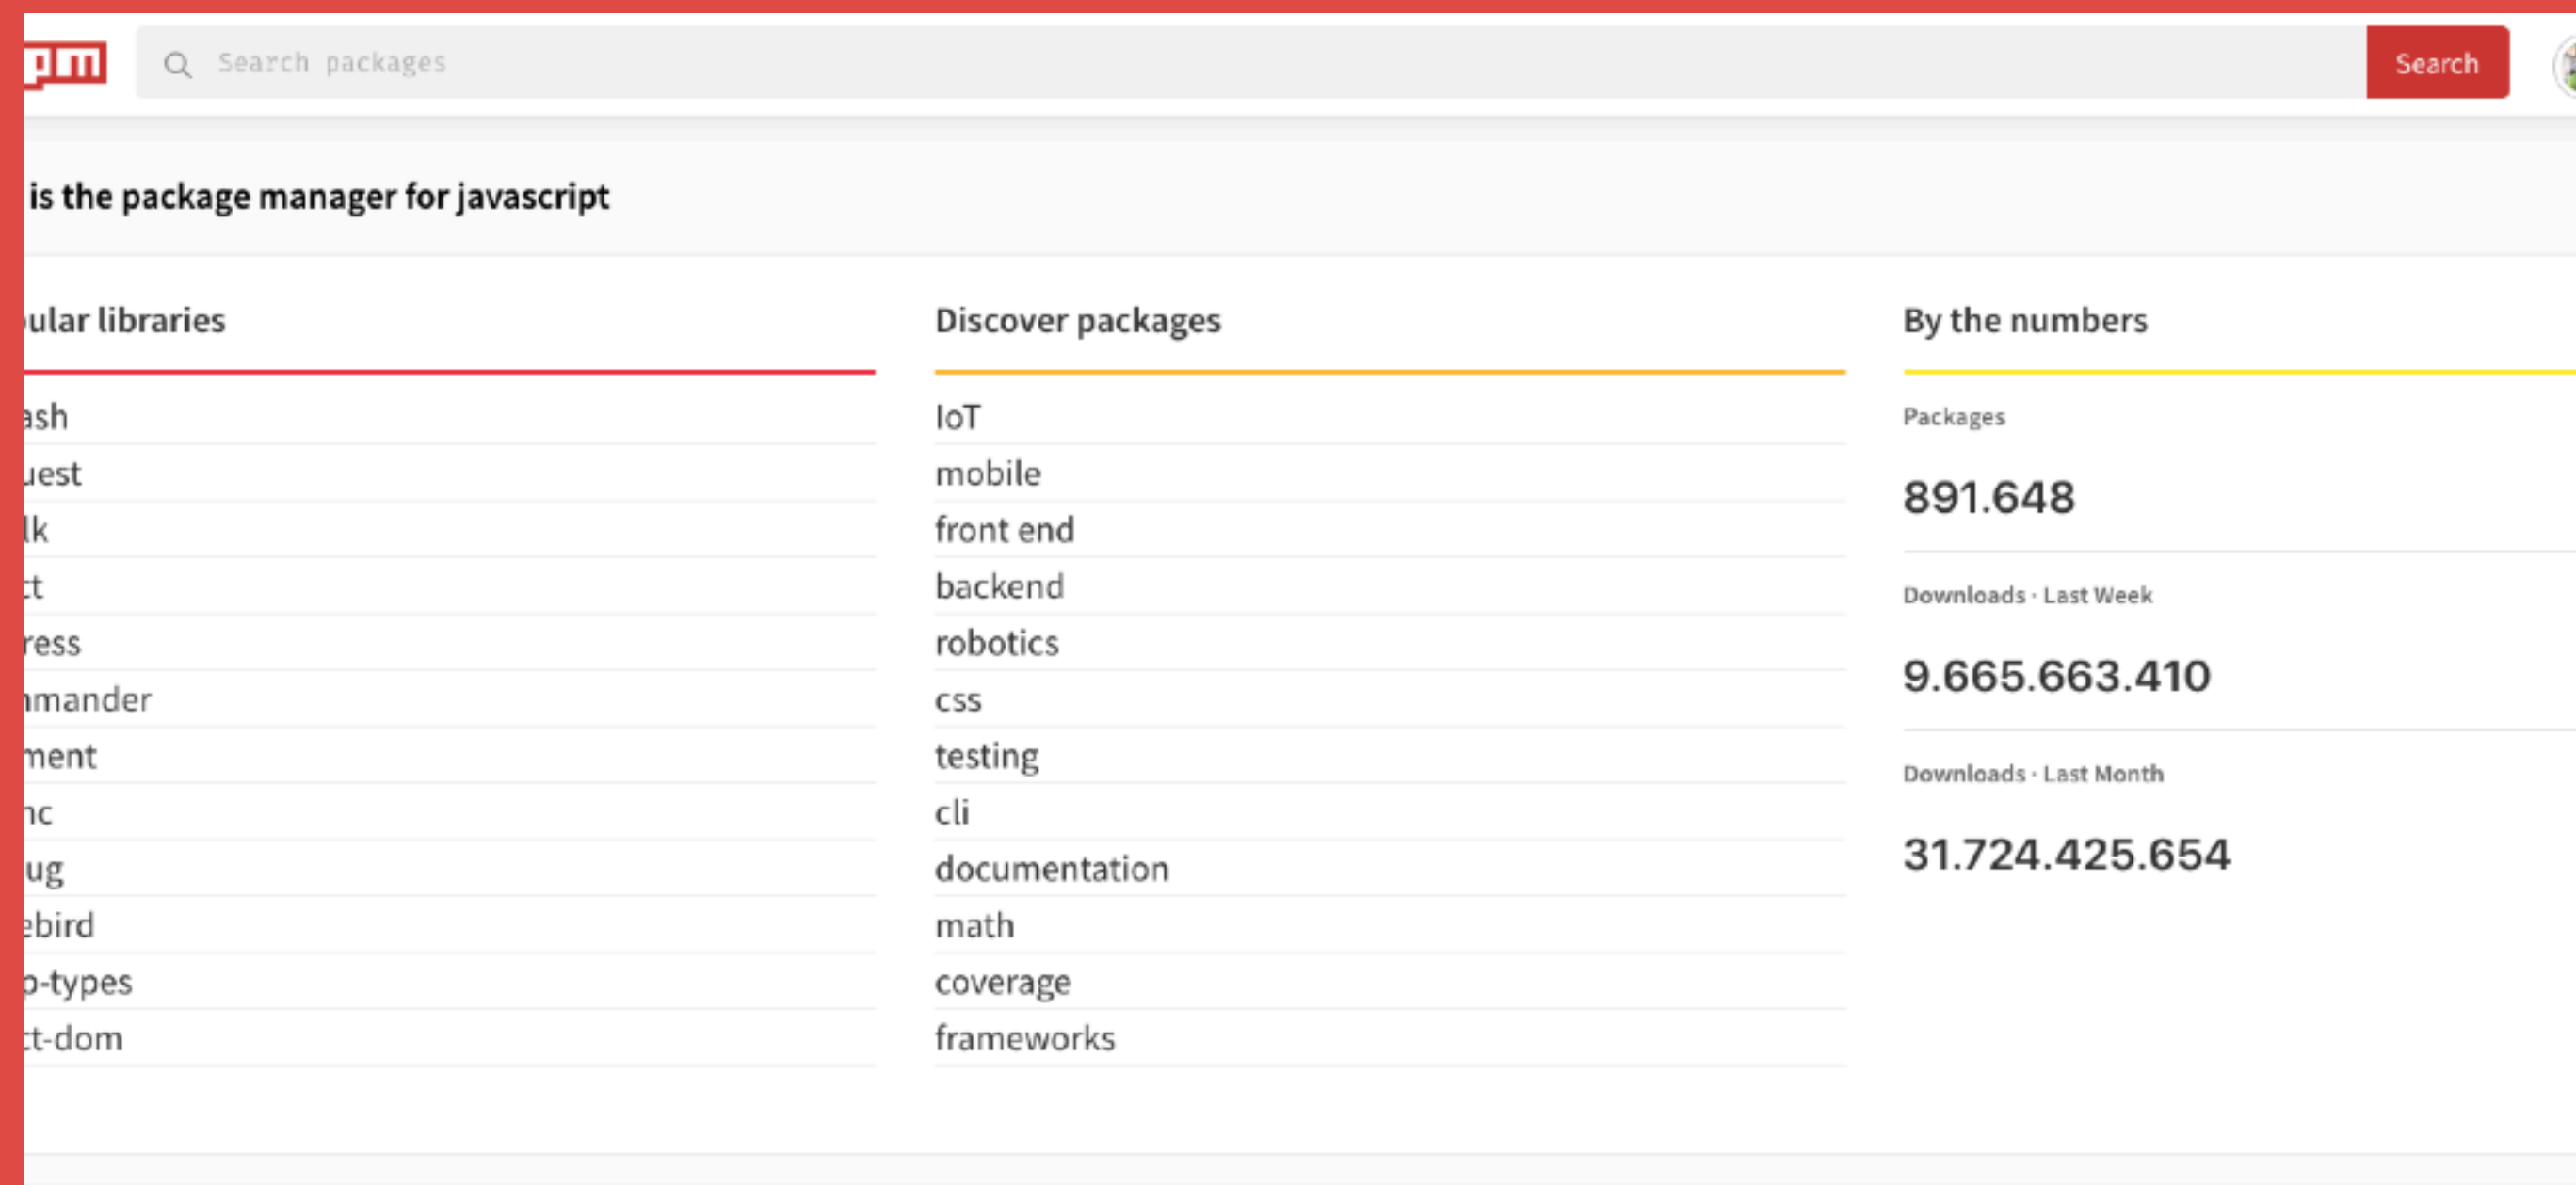 pm
Search packages
Search
is the package manager for javascript
ular libraries
ash
uest
lk
ct
ress
mmander
ment
nc
ug
ebird
p-types
ct-dom
Discover packages
IoT
mobile
front end
backend
robotics
css
testing
cli
documentation
math
coverage
frameworks
By the numbers
Packages
891.648
Downloads · Last Week
9.665.663.410
Downloads · Last Month
31.724.425.654